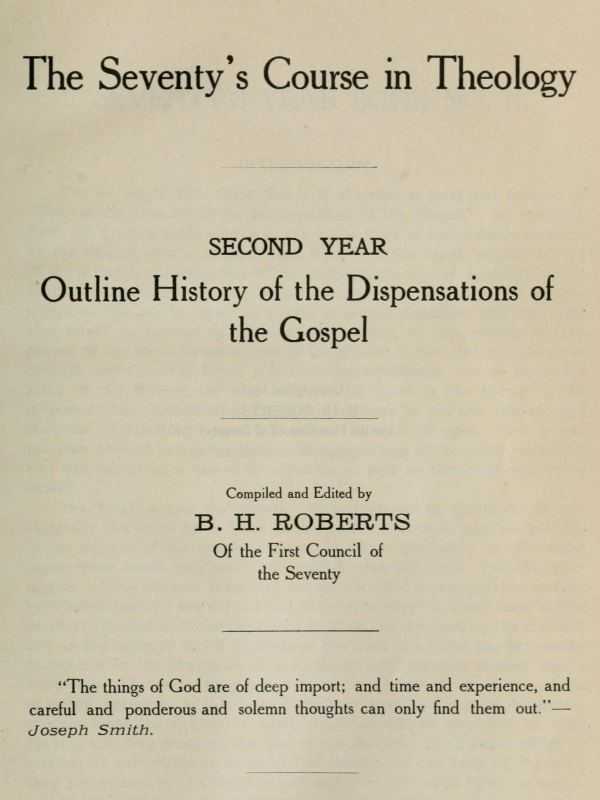 The Seventy's Course in Theology
SECOND YEAR
Outline History of the Dispensations of
the Gospel
Compiled and Edited by
B. H. ROBERTS
Of the First Council of
the Seventy
"The things of God are of deep import; and time and experience, and
careful and ponderous and solemn thoughts can only find them out."—
Joseph Smith.